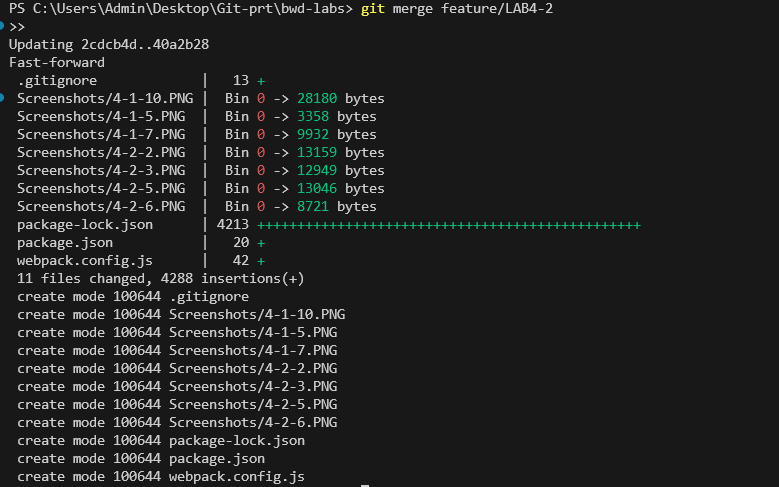 PS C:\Users\Admin\Desktop\Git-prt\bwd-labs> git merge feature/LAB4-2
>>
Updating 2cdcb4d..40a2b28
Fast-forward
 .gitignore             |   13 +
 Screenshots/4-1-10.PNG |  Bin 0 -> 28180 bytes
 Screenshots/4-1-5.PNG  |  Bin 0 -> 3358 bytes
 Screenshots/4-1-7.PNG  |  Bin 0 -> 9932 bytes
 Screenshots/4-2-2.PNG  |  Bin 0 -> 13159 bytes
 Screenshots/4-2-3.PNG  |  Bin 0 -> 12949 bytes
 Screenshots/4-2-5.PNG  |  Bin 0 -> 13046 bytes
 Screenshots/4-2-6.PNG  |  Bin 0 -> 8721 bytes
 package-lock.json      | 4213 ++++++++++++++++++++++++++++++++++++++++++++++++
 package.json           |   20 +
 webpack.config.js      |   42 +
 11 files changed, 4288 insertions(+)
 create mode 100644 .gitignore
 create mode 100644 Screenshots/4-1-10.PNG
 create mode 100644 Screenshots/4-1-5.PNG
 create mode 100644 Screenshots/4-1-7.PNG
 create mode 100644 Screenshots/4-2-2.PNG
 create mode 100644 Screenshots/4-2-3.PNG
 create mode 100644 Screenshots/4-2-5.PNG
 create mode 100644 Screenshots/4-2-6.PNG
 create mode 100644 package-lock.json
 create mode 100644 package.json
 create mode 100644 webpack.config.js